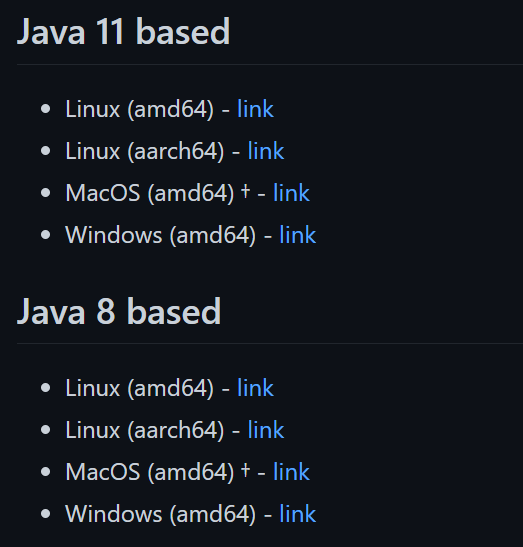 Java 11 based
Linux (amd64) - link
Linux (aarch64) - link
MacOS (amd64) † - link
Windows (amd64) - link
Java 8 based
Linux (amd64) - link
Linux (aarch64) - link
MacOS (amd64) † - link
Windows (amd64) - link